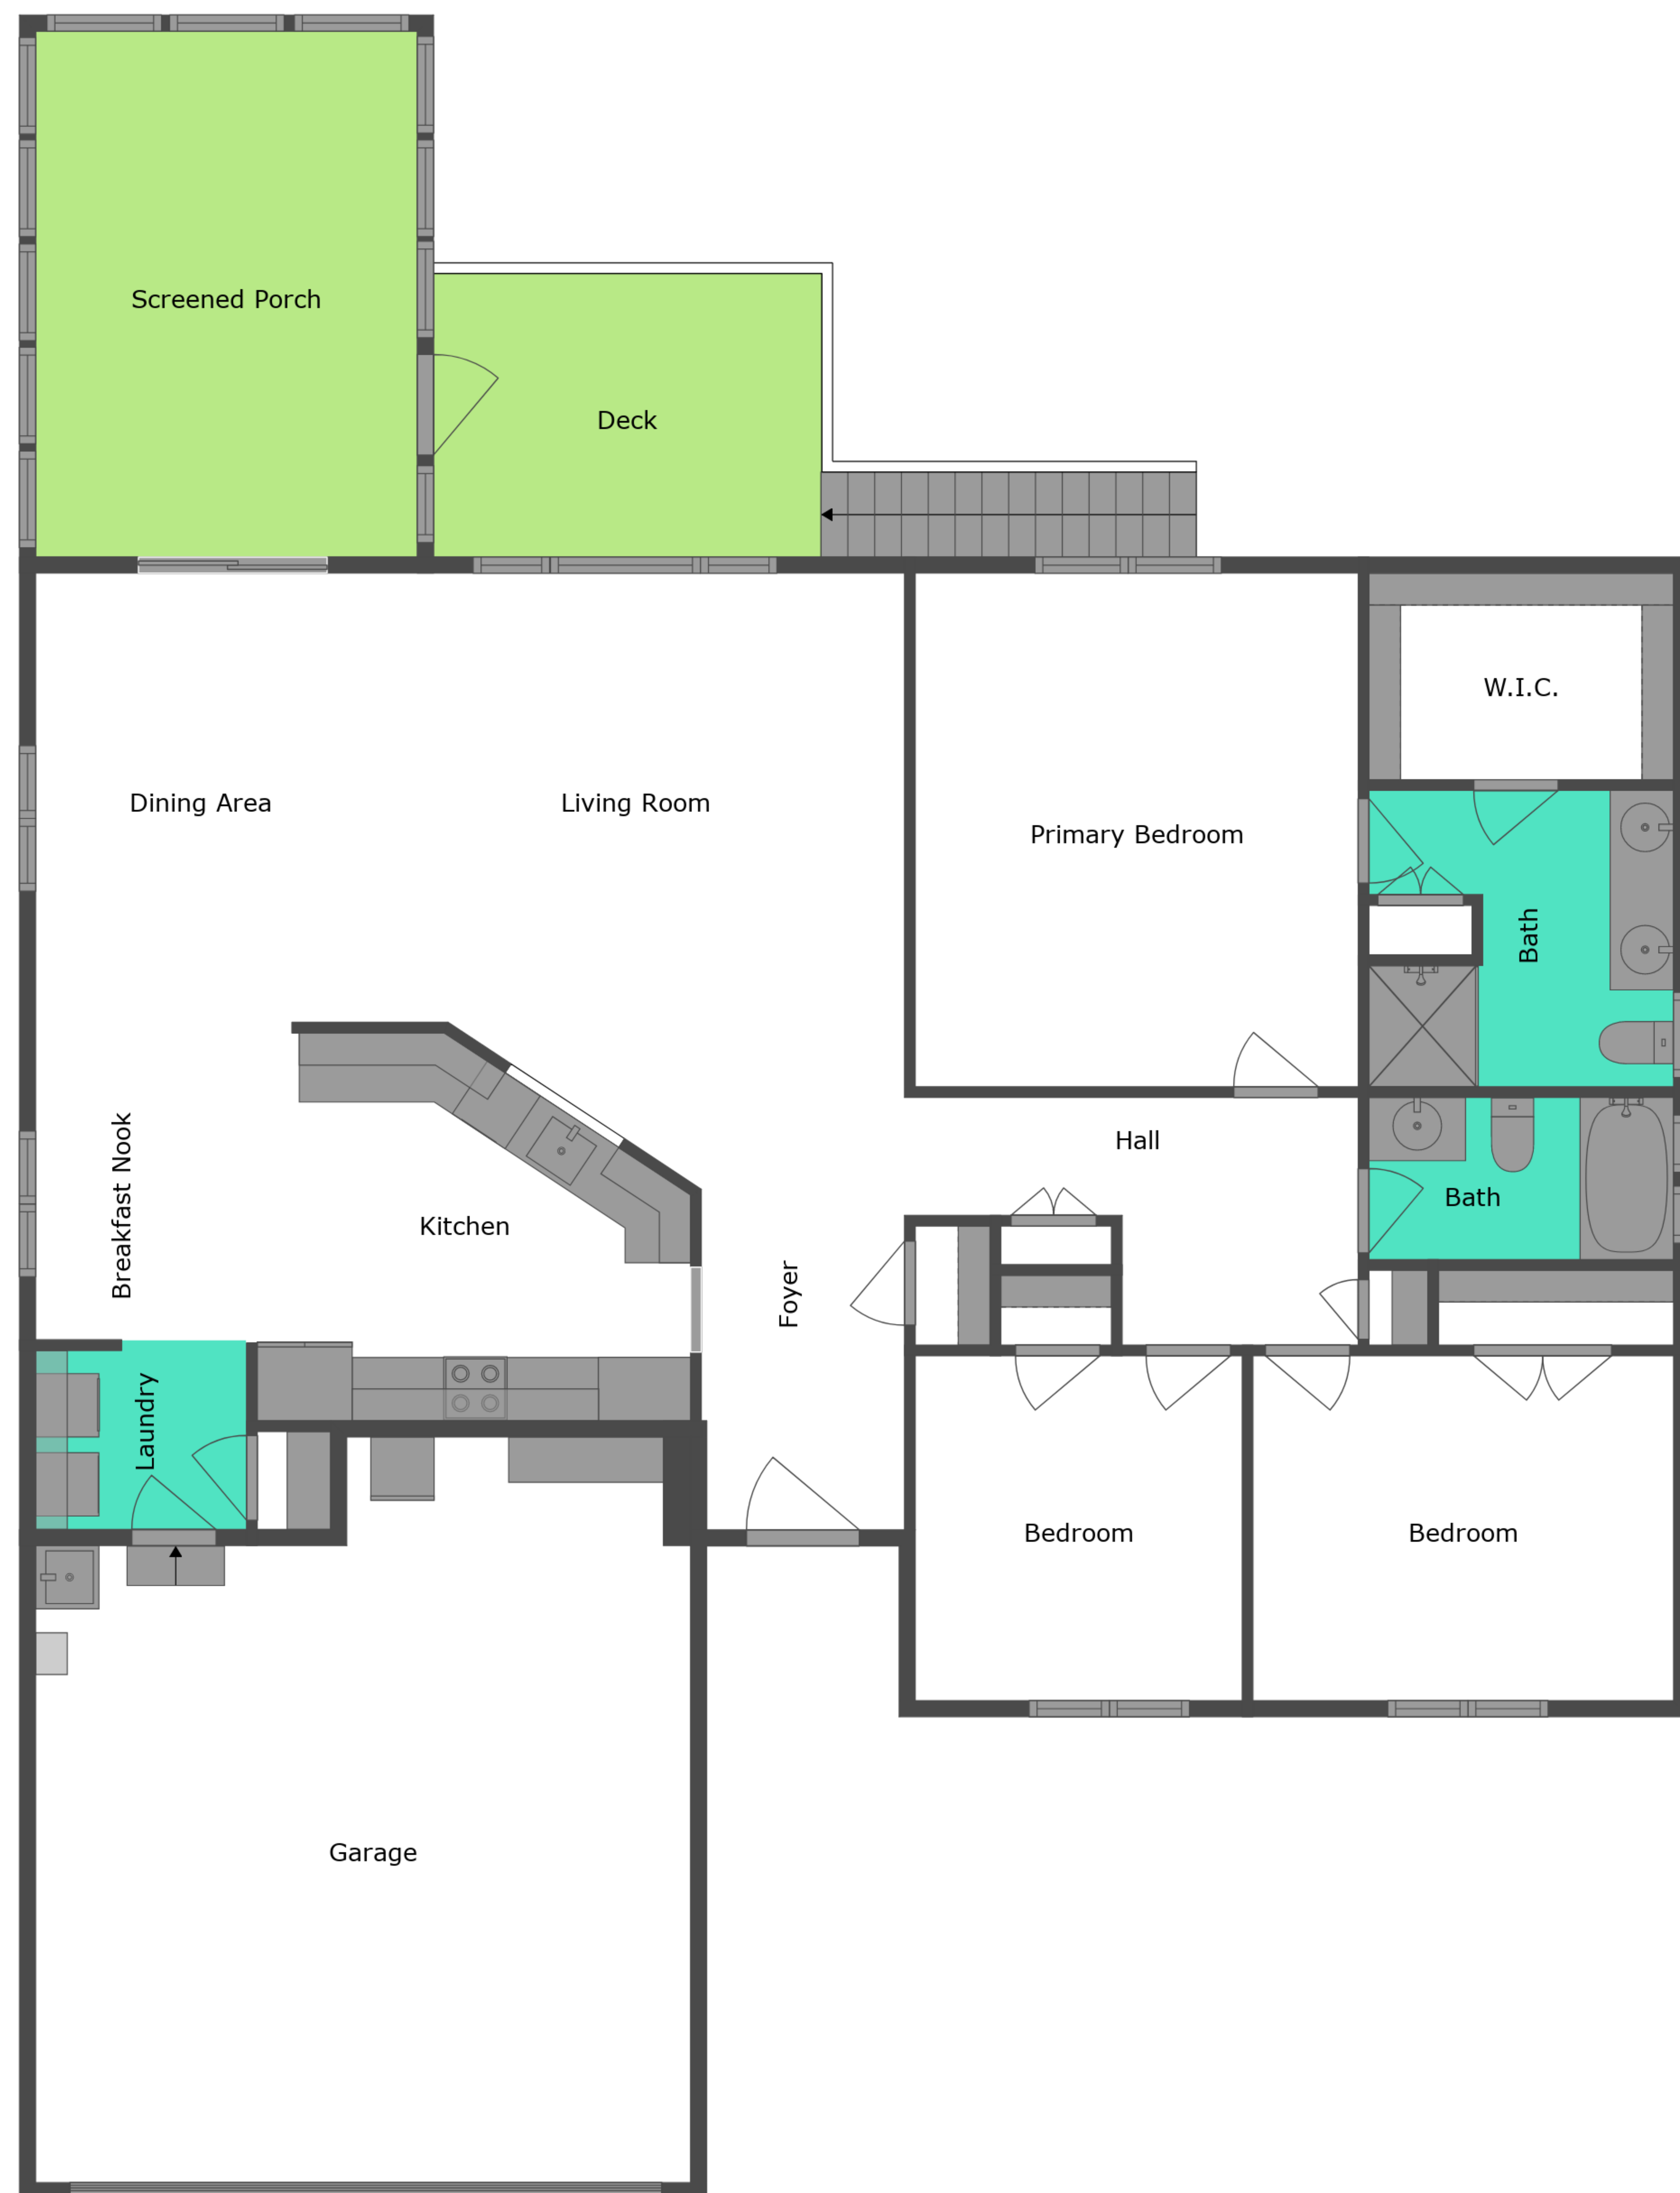 Screened Porch
Deck
W.I.C.
Dining Area
Living Room
Primary Bedroom
Bath
Breakfast Nook
Hall
Bath
Kitchen
Foyer
Laundry
Bedroom
Bedroom
Garage